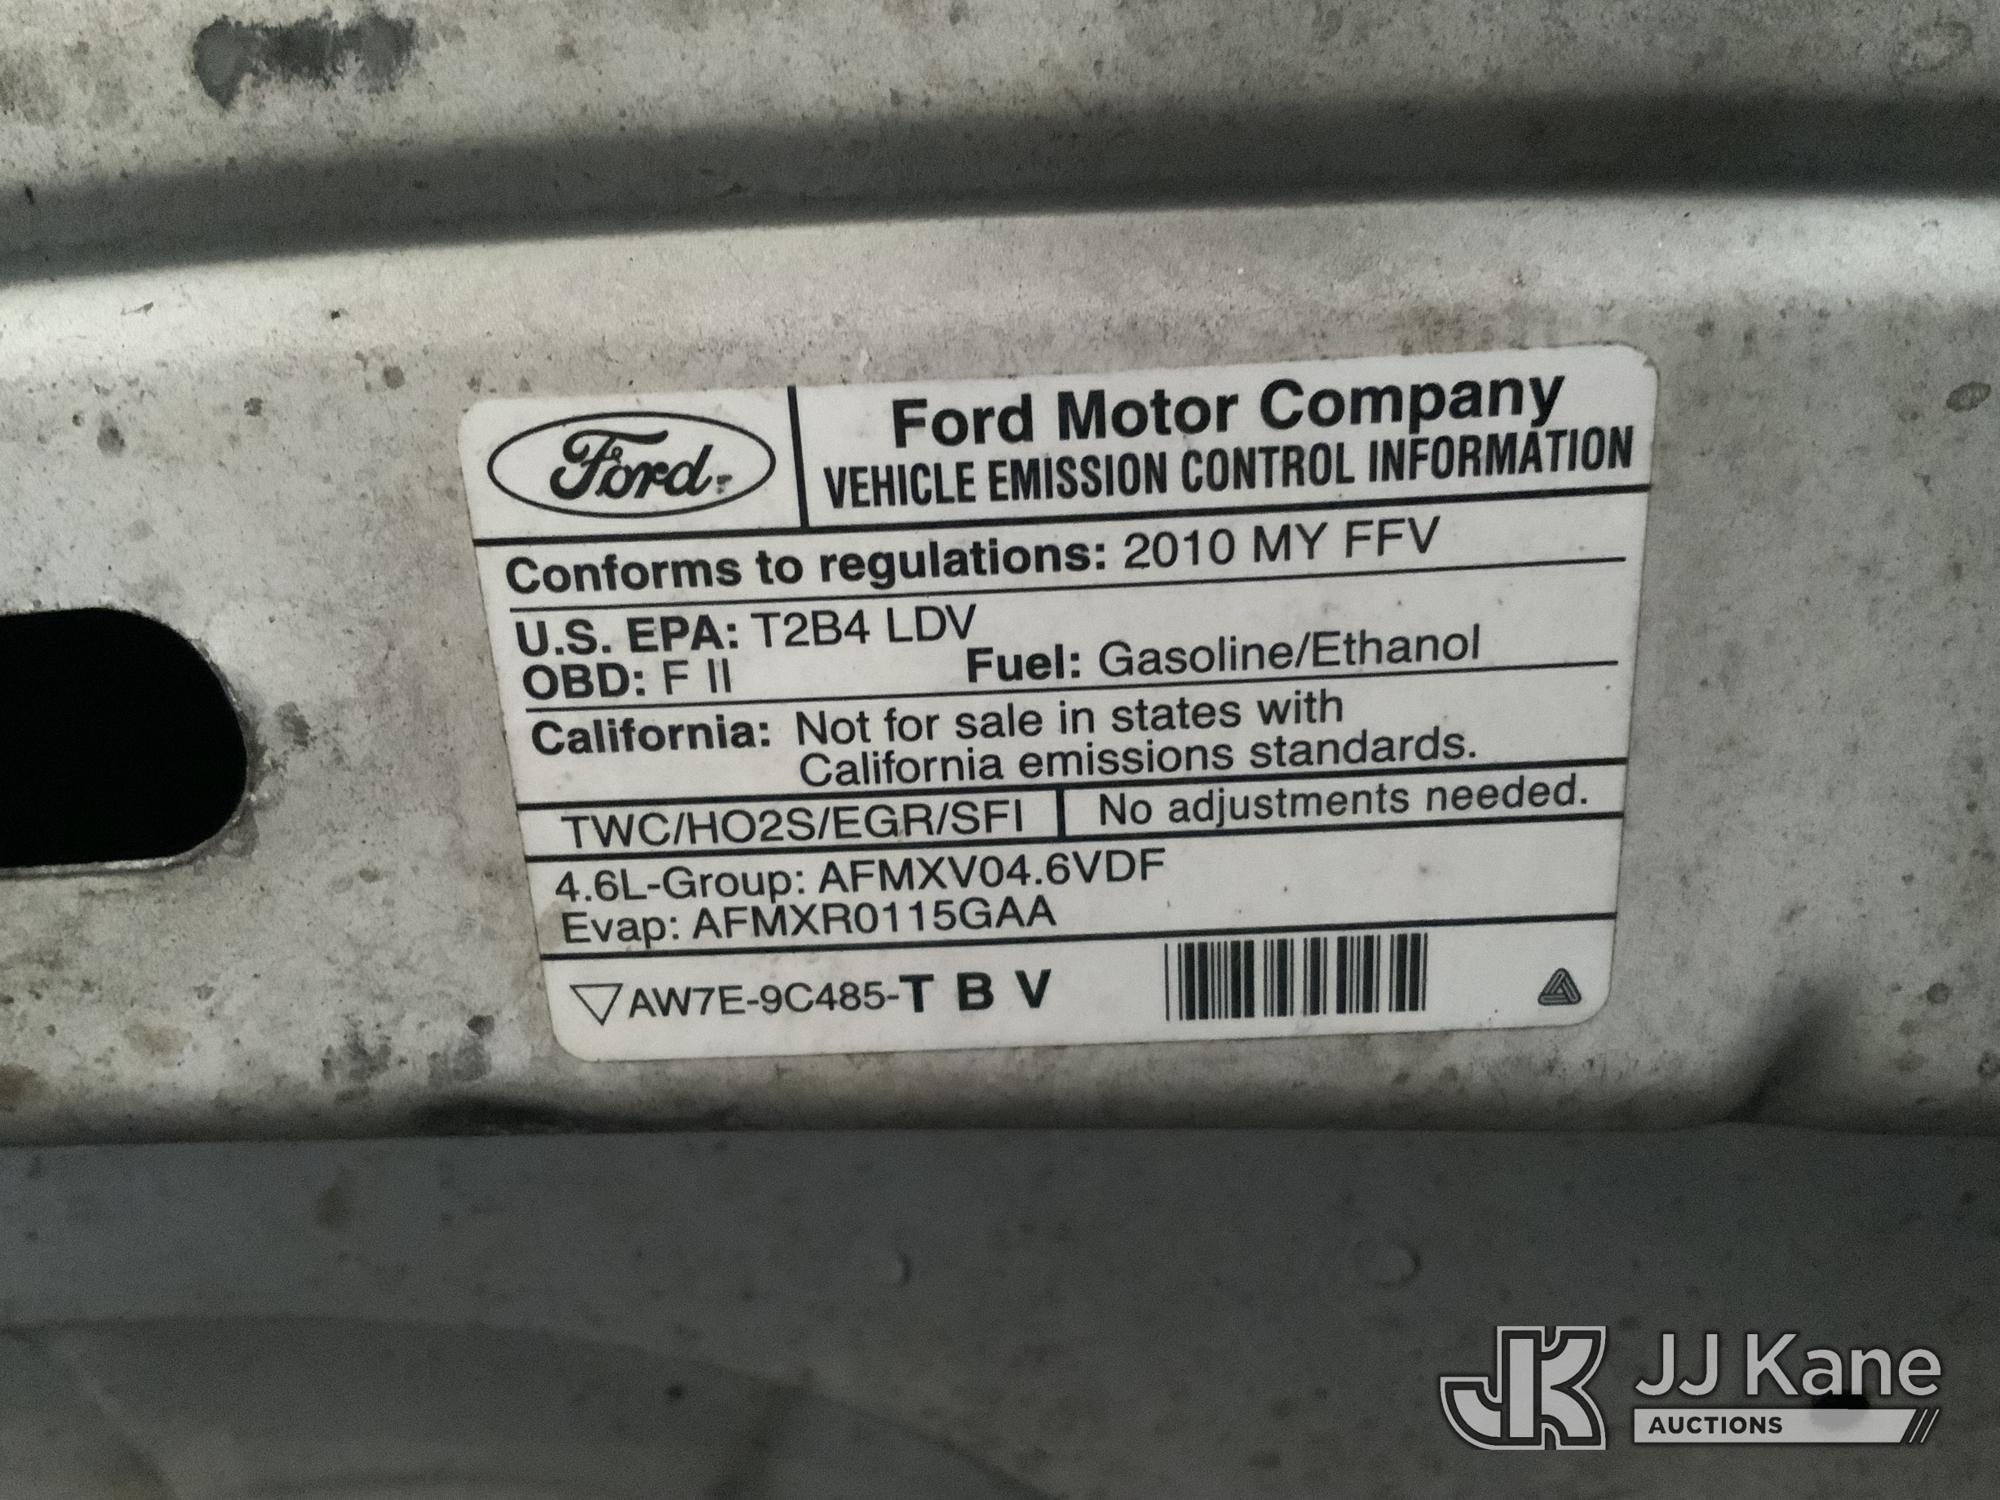 Ford
Ford Motor Company
VEHICLE EMISSION CONTROL INFORMATION
Conforms to regulations: 2010 MY FFV
U.S. EPA: T2B4 LDV
OBD: F II Fuel: Gasoline/Ethanol
California: Not for sale in states with
California emissions standards.
TWC/HO2S/EGR/SFI No adjustments needed.
4.6L-Group: AFMXV04.6VDF
Evap: AFMXR0115GAA
AW7E-9C485-T B V
JK JJ Kane
AUCTIONS